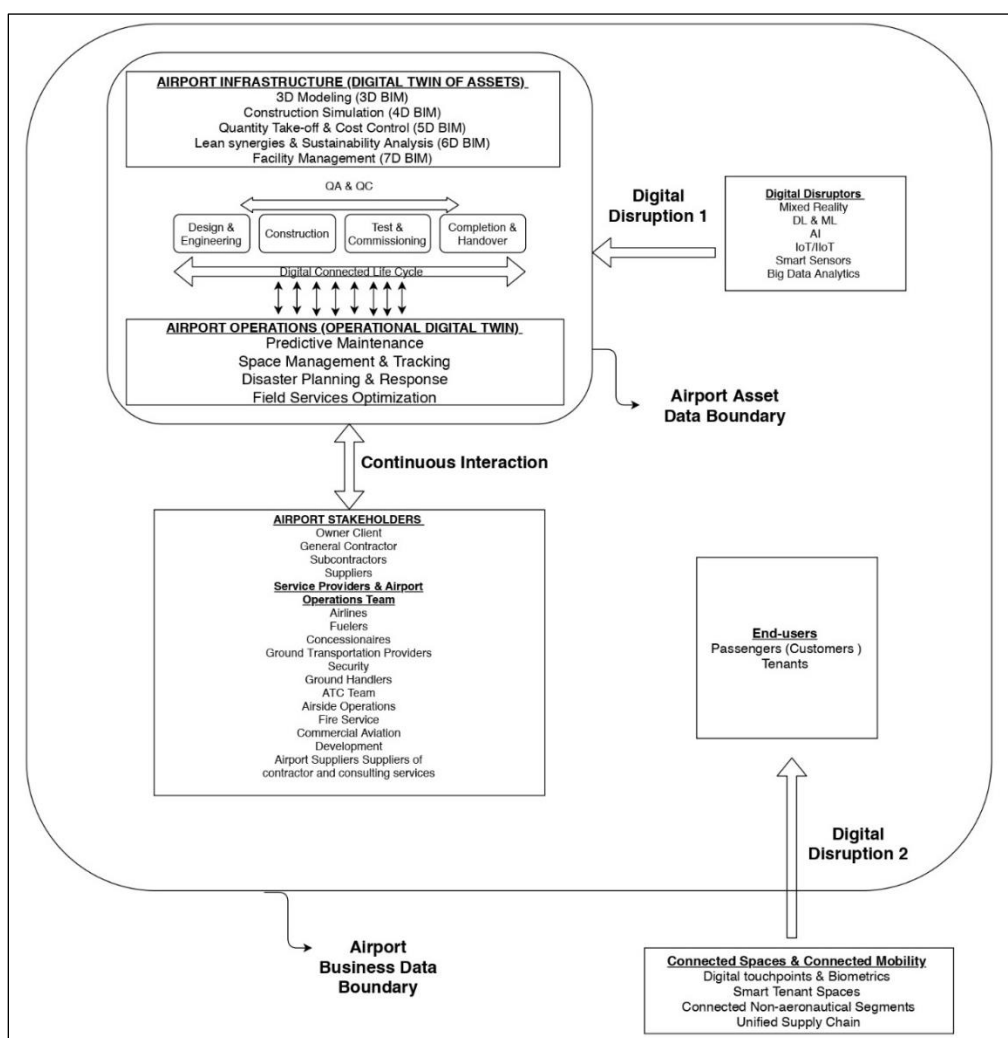 AIRPORT INFRASTRUCTURE (DIGITAL TWIN OF ASSETS)
3D Modeling (3D BIM)
Construction Simulation (4D BIM)
Quantity Take-off & Cost Control (5D BIM)
Lean synergies & Sustainability Analysis (6D BIM)
Facility Management (7D BIM)
QA & QC
Design &
Engineering
Construction
Test &
Commissioning
Completion &
Handover
Digital Connected Life Cycle
AIRPORT OPERATIONS (OPERATIONAL DIGITAL TWIN)
Predictive Maintenance
Space Management & Tracking
Disaster Planning & Response
Field Services Optimization
Digital
Disruption 1
Digital Disruptors
Mixed Reality
DL & ML
AI
IoT/IIoT
Smart Sensors
Big Data Analytics
Airport Asset
Data Boundary
Continuous Interaction
AIRPORT STAKEHOLDERS
Owner Client
General Contractor
Subcontractors
Suppliers
Service Providers & Airport
Operations Team
Airlines
Fuelers
Concessionaires
Ground Transportation Providers
Security
Ground Handlers
ATC Team
Airside Operations
Fire Service
Commercial Aviation
Development
Airport Suppliers Suppliers of
contractor and consulting services
End-users
Passengers (Customers )
Tenants
Digital
Disruption 2
Airport
Business Data
Boundary
Connected Spaces & Connected Mobility
Digital touchpoints & Biometrics
Smart Tenant Spaces
Connected Non-aeronautical Segments
Unified Supply Chain